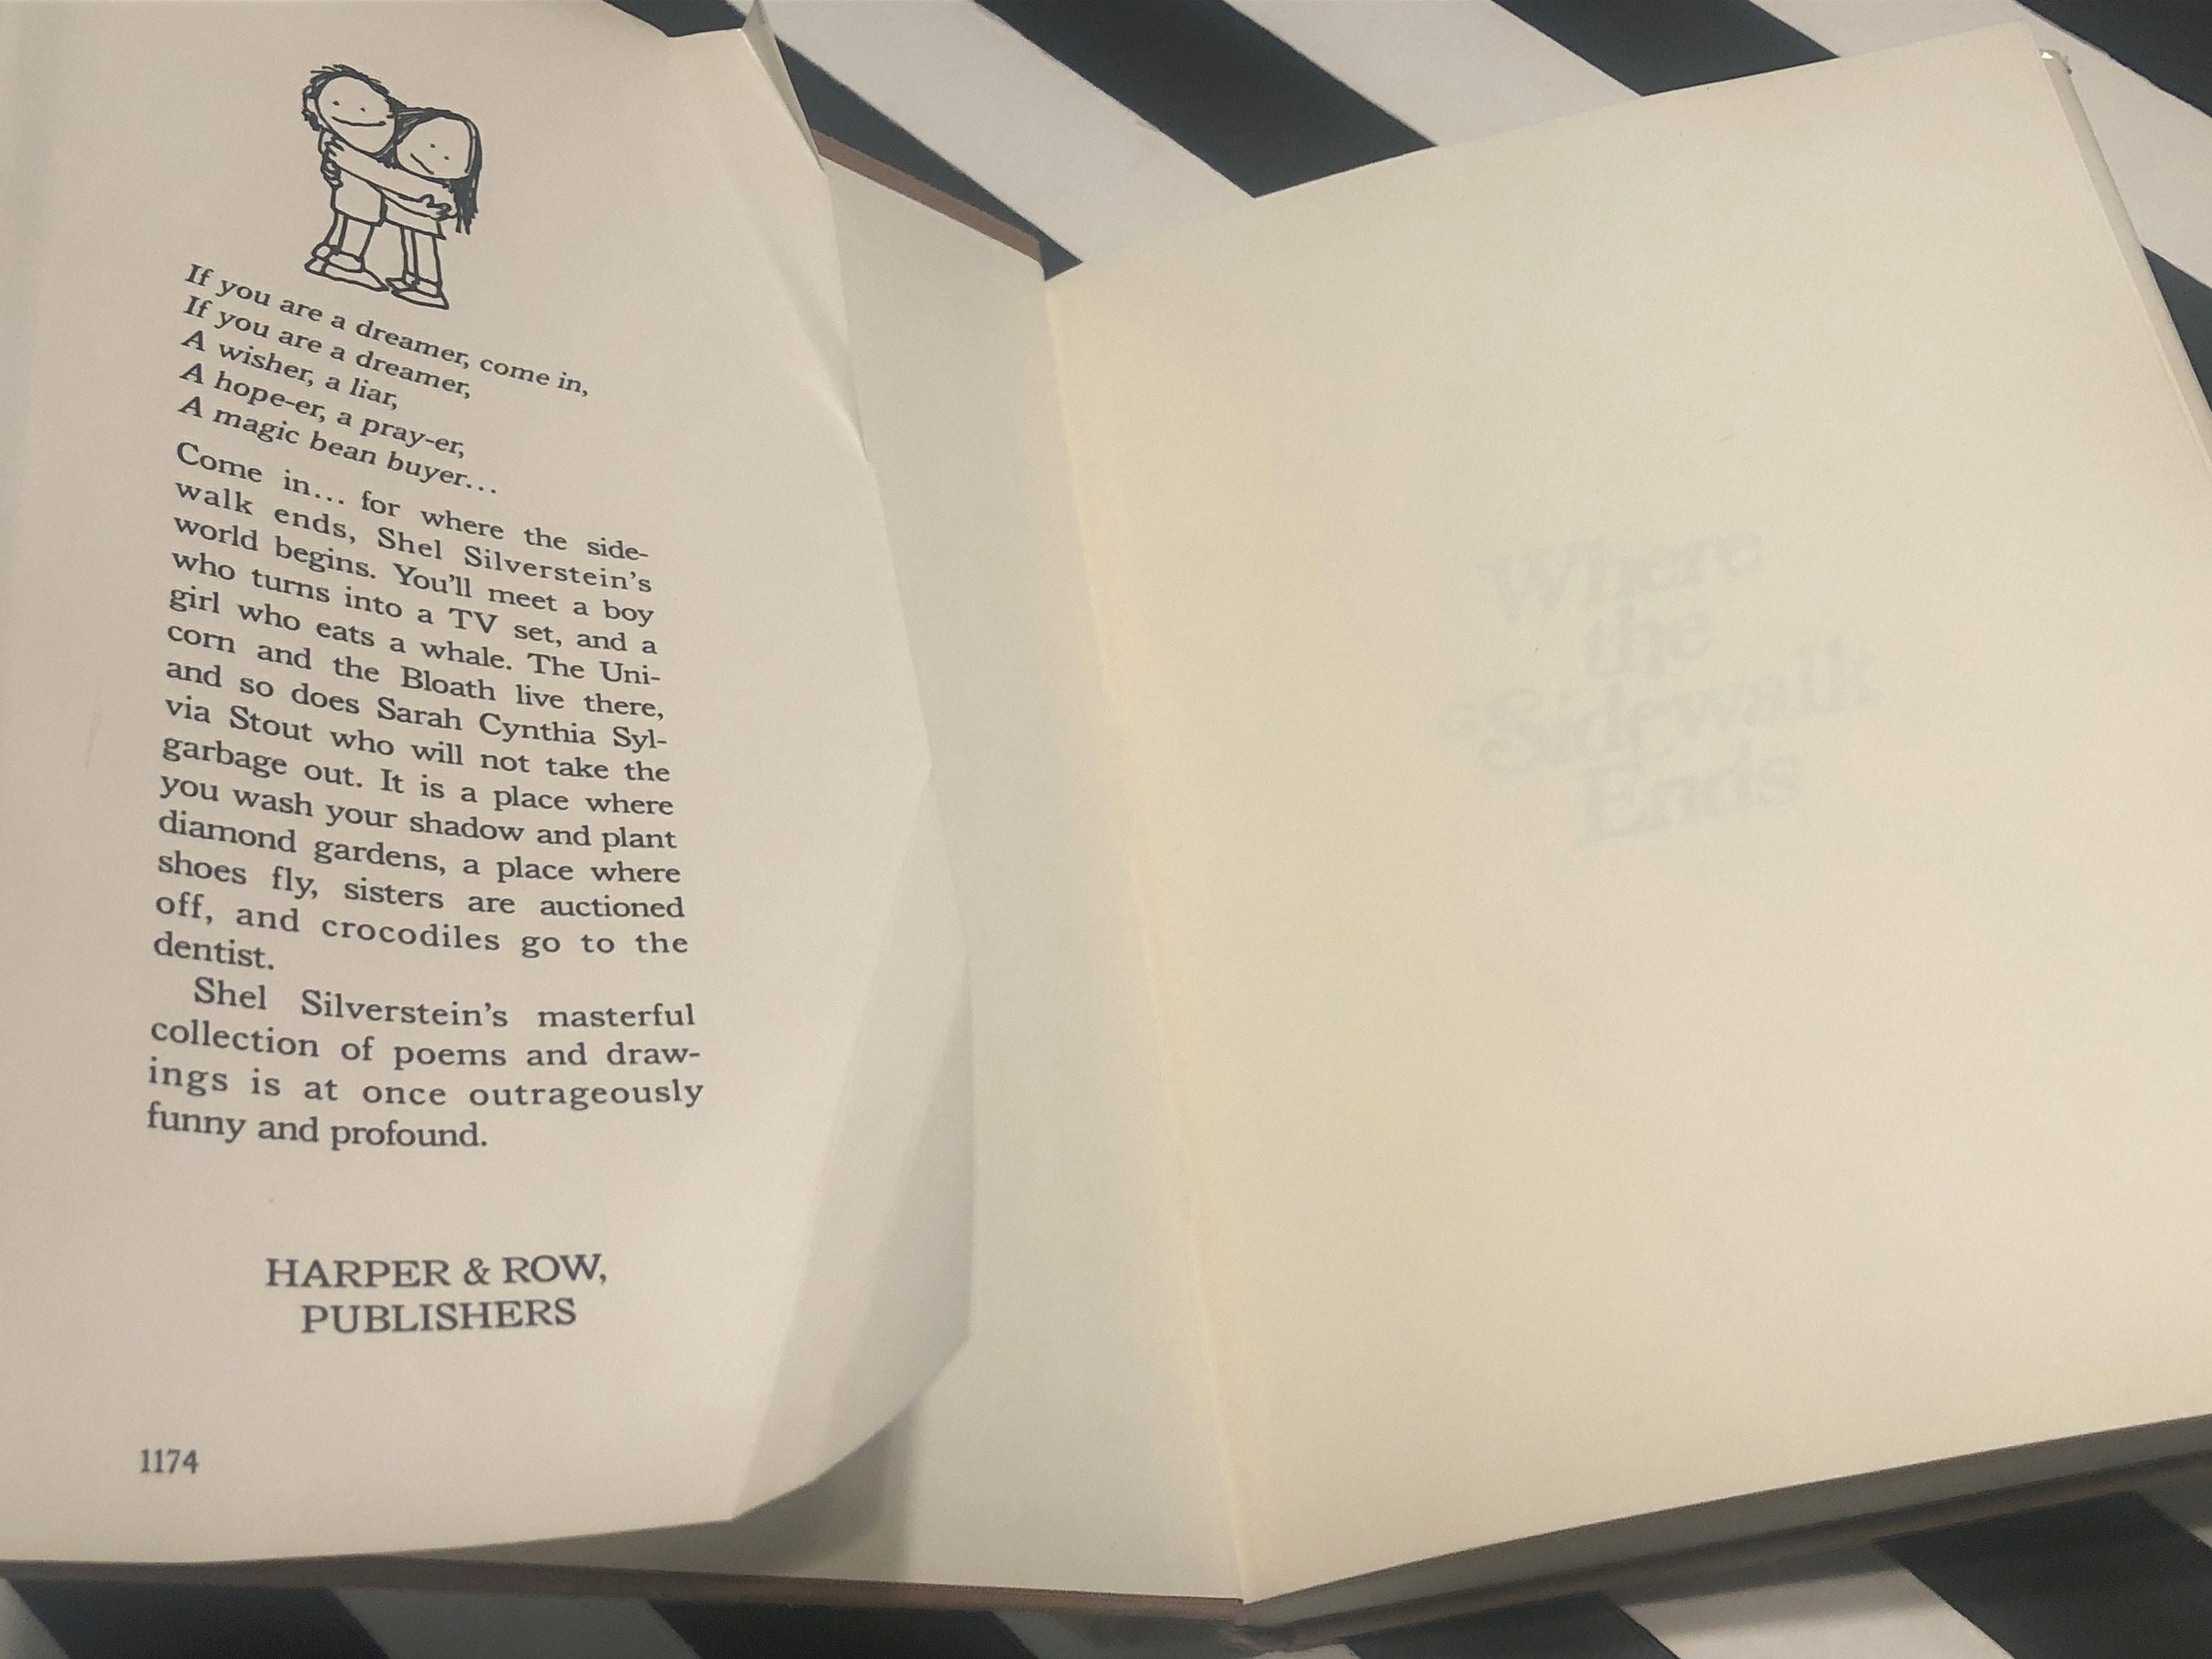 If you are a dreamer, come in,
If you are a dreamer,
A wisher, a liar,
A hope-er, a pray-er,
A magic bean buyer...
Come in... for where the side-
walk ends, Shel Silverstein's
world begins. You'll meet a boy
who turns into a TV set, and a
girl who eats a whale. The Uni-
corn and the Bloath live there,
and so does Sarah Cynthia Syl-
via Stout who will not take the
garbage out. It is a place where
you wash your shadow and plant
diamond gardens, a place where
shoes fly, sisters are auctioned
off, and crocodiles go to the
dentist.
Shel Silverstein's masterful
collection of poems and draw-
ings is at once outrageously
funny and profound.
HARPER & ROW,
PUBLISHERS
1174
Where
the
Sidewalk
Ends